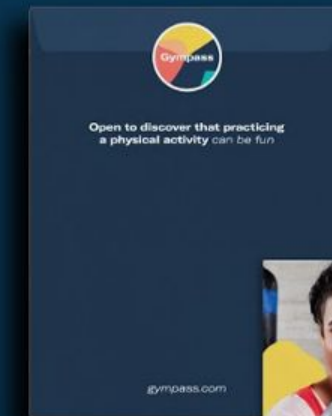 Gympass
Open to discover that practicing
a physical activity can be fun
gympass.com